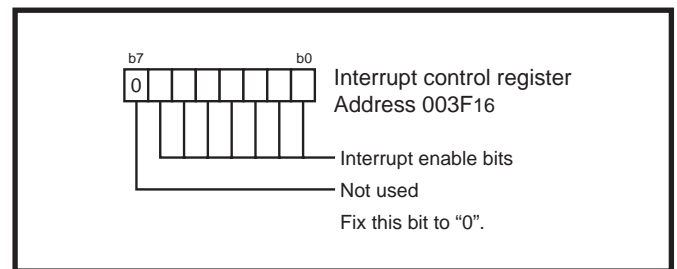 b7 b0
0
Interrupt control register
Address 003F16
Interrupt enable bits
Not used
Fix this bit to “0”.